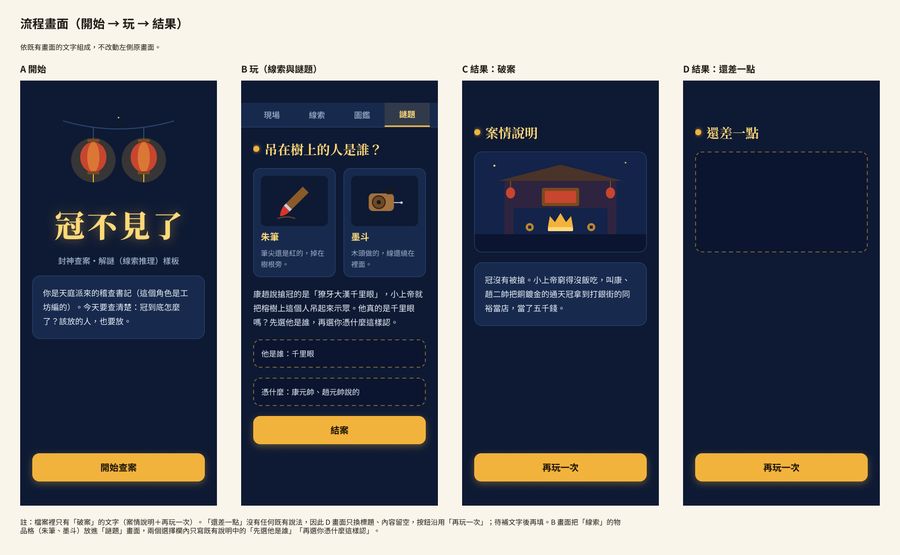 流程畫面（開始 → 玩 → 結果）
依既有畫面的文字組成，不改動左側原畫面。
A 開始
冠不見了
封神查案・解謎（線索推理）樣板
你是天庭派來的稽查書記（這個角色是工
坊編的）。今天要查清楚：冠到底怎麼
了？該放的人，也要放。
開始查案
B 玩（線索與謎題）
現場
線索
圖鑑
謎題
吊在樹上的人是誰？
朱筆
筆尖還是紅的，掉在
樹根旁。
墨斗
木頭做的，線還繞在
裡面。
康趙說搶冠的是「獠牙大漢千里眼」，小上帝就
把榕樹上這個人吊起來示眾。他真的是千里眼
嗎？先選他是誰，再選你憑什麼這樣認。
他是誰：千里眼
憑什麼：康元帥、趙元帥說的
結案
C 結果：破案
案情說明
冠沒有被搶。小上帝窮得沒飯吃，叫康、
趙二帥把銅鍍金的通天冠拿到打銀街的同
裕當店，當了五千錢。
再玩一次
D 結果：還差一點
還差一點
再玩一次
註：檔案裡只有「破案」的文字（案情說明＋再玩一次）。「還差一點」沒有任何既有說法，因此 D 畫面只換標題、內容留空，按鈕沿用「再玩一次」；待補文字後再填。B 畫面把「線索」的物
品格（朱筆、墨斗）放進「謎題」畫面，兩個選擇欄內只寫既有說明中的「先選他是誰」「再選你憑什麼這樣認」。